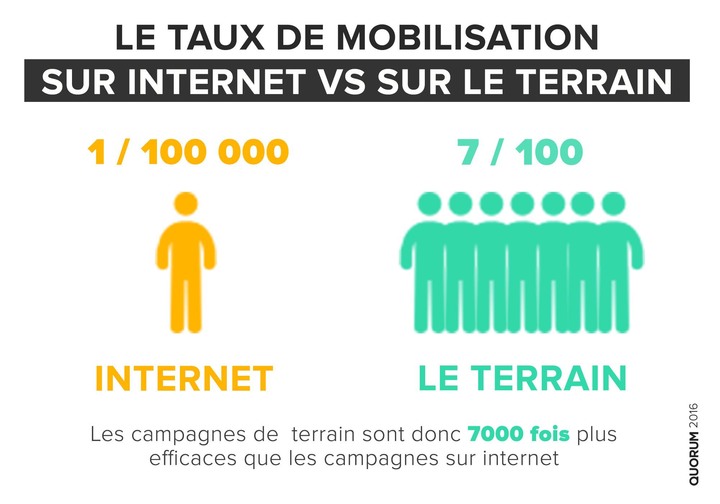 LE TAUX DE MOBILISATION
SUR INTERNET VS SUR LE TERRAIN
1 / 100 000
7 / 100
INTERNET
LE TERRAIN
Les campagnes de terrain sont donc 7000 fois plus
efficaces que les campagnes sur internet
QUORUM 2016